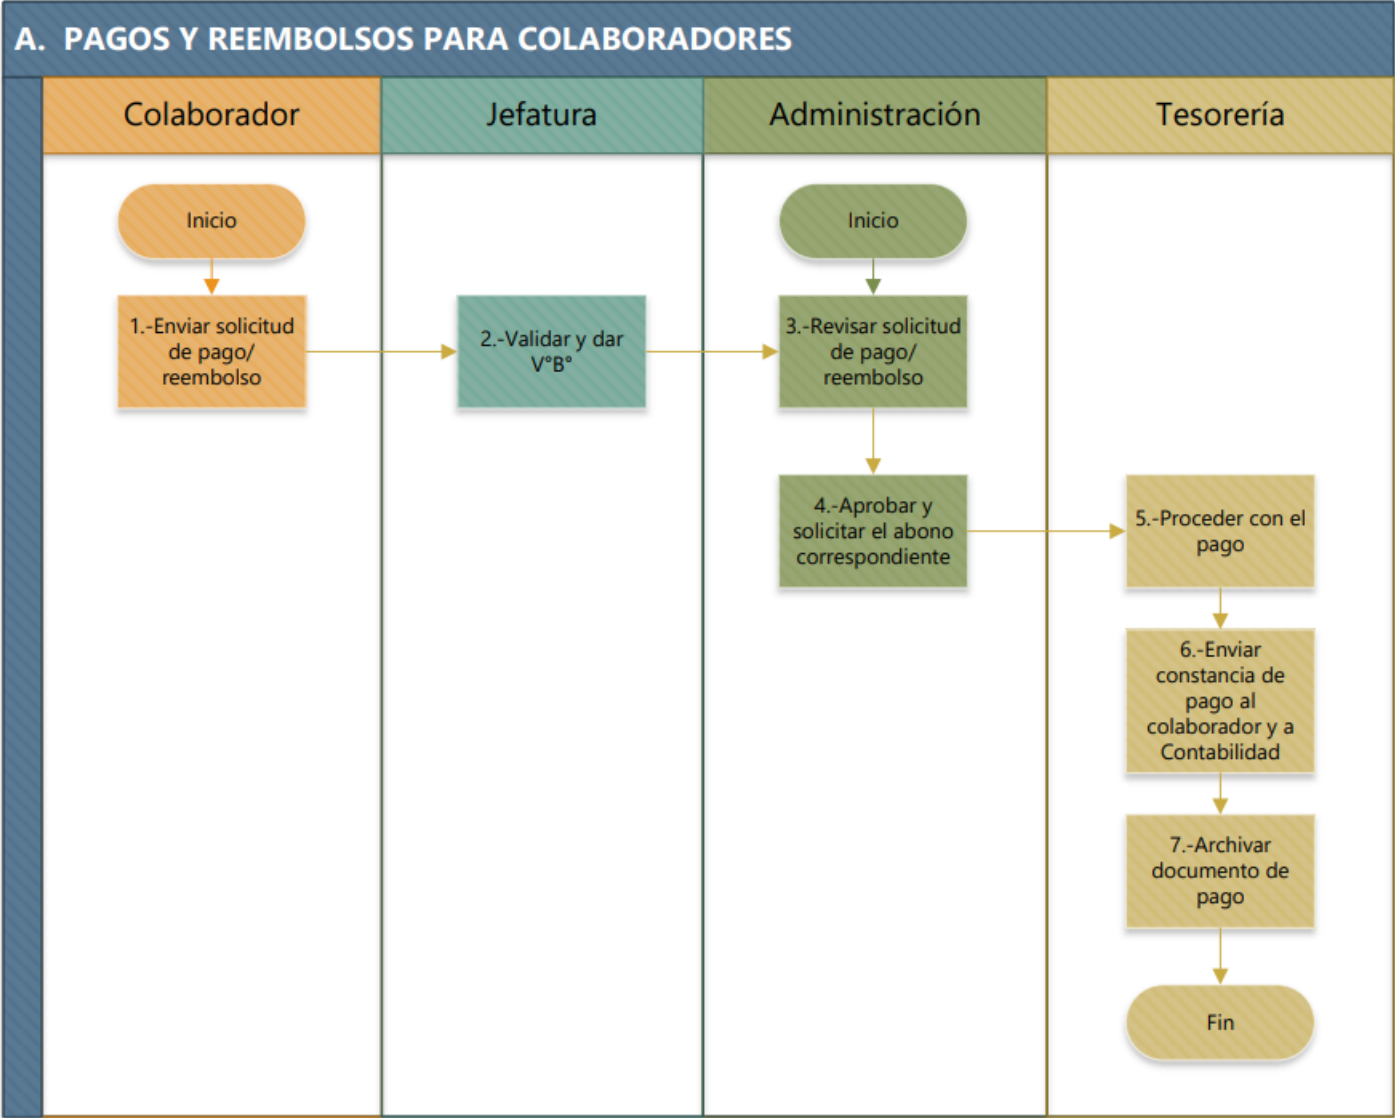 A. PAGOS Y REEMBOLSOS PARA COLABORADORES
Colaborador
Jefatura
Administración
Tesorería
Inicio
Inicio
1.-Enviar solicitud
de pago/
reembolso
2.-Validar y dar
V°B°
3.-Revisar solicitud
de pago/
reembolso
4.-Aprobar y
solicitar el abono
correspondiente
5.-Proceder con el
pago
6.-Enviar
constancia de
pago al
colaborador y a
Contabilidad
7.-Archivar
documento de
pago
Fin